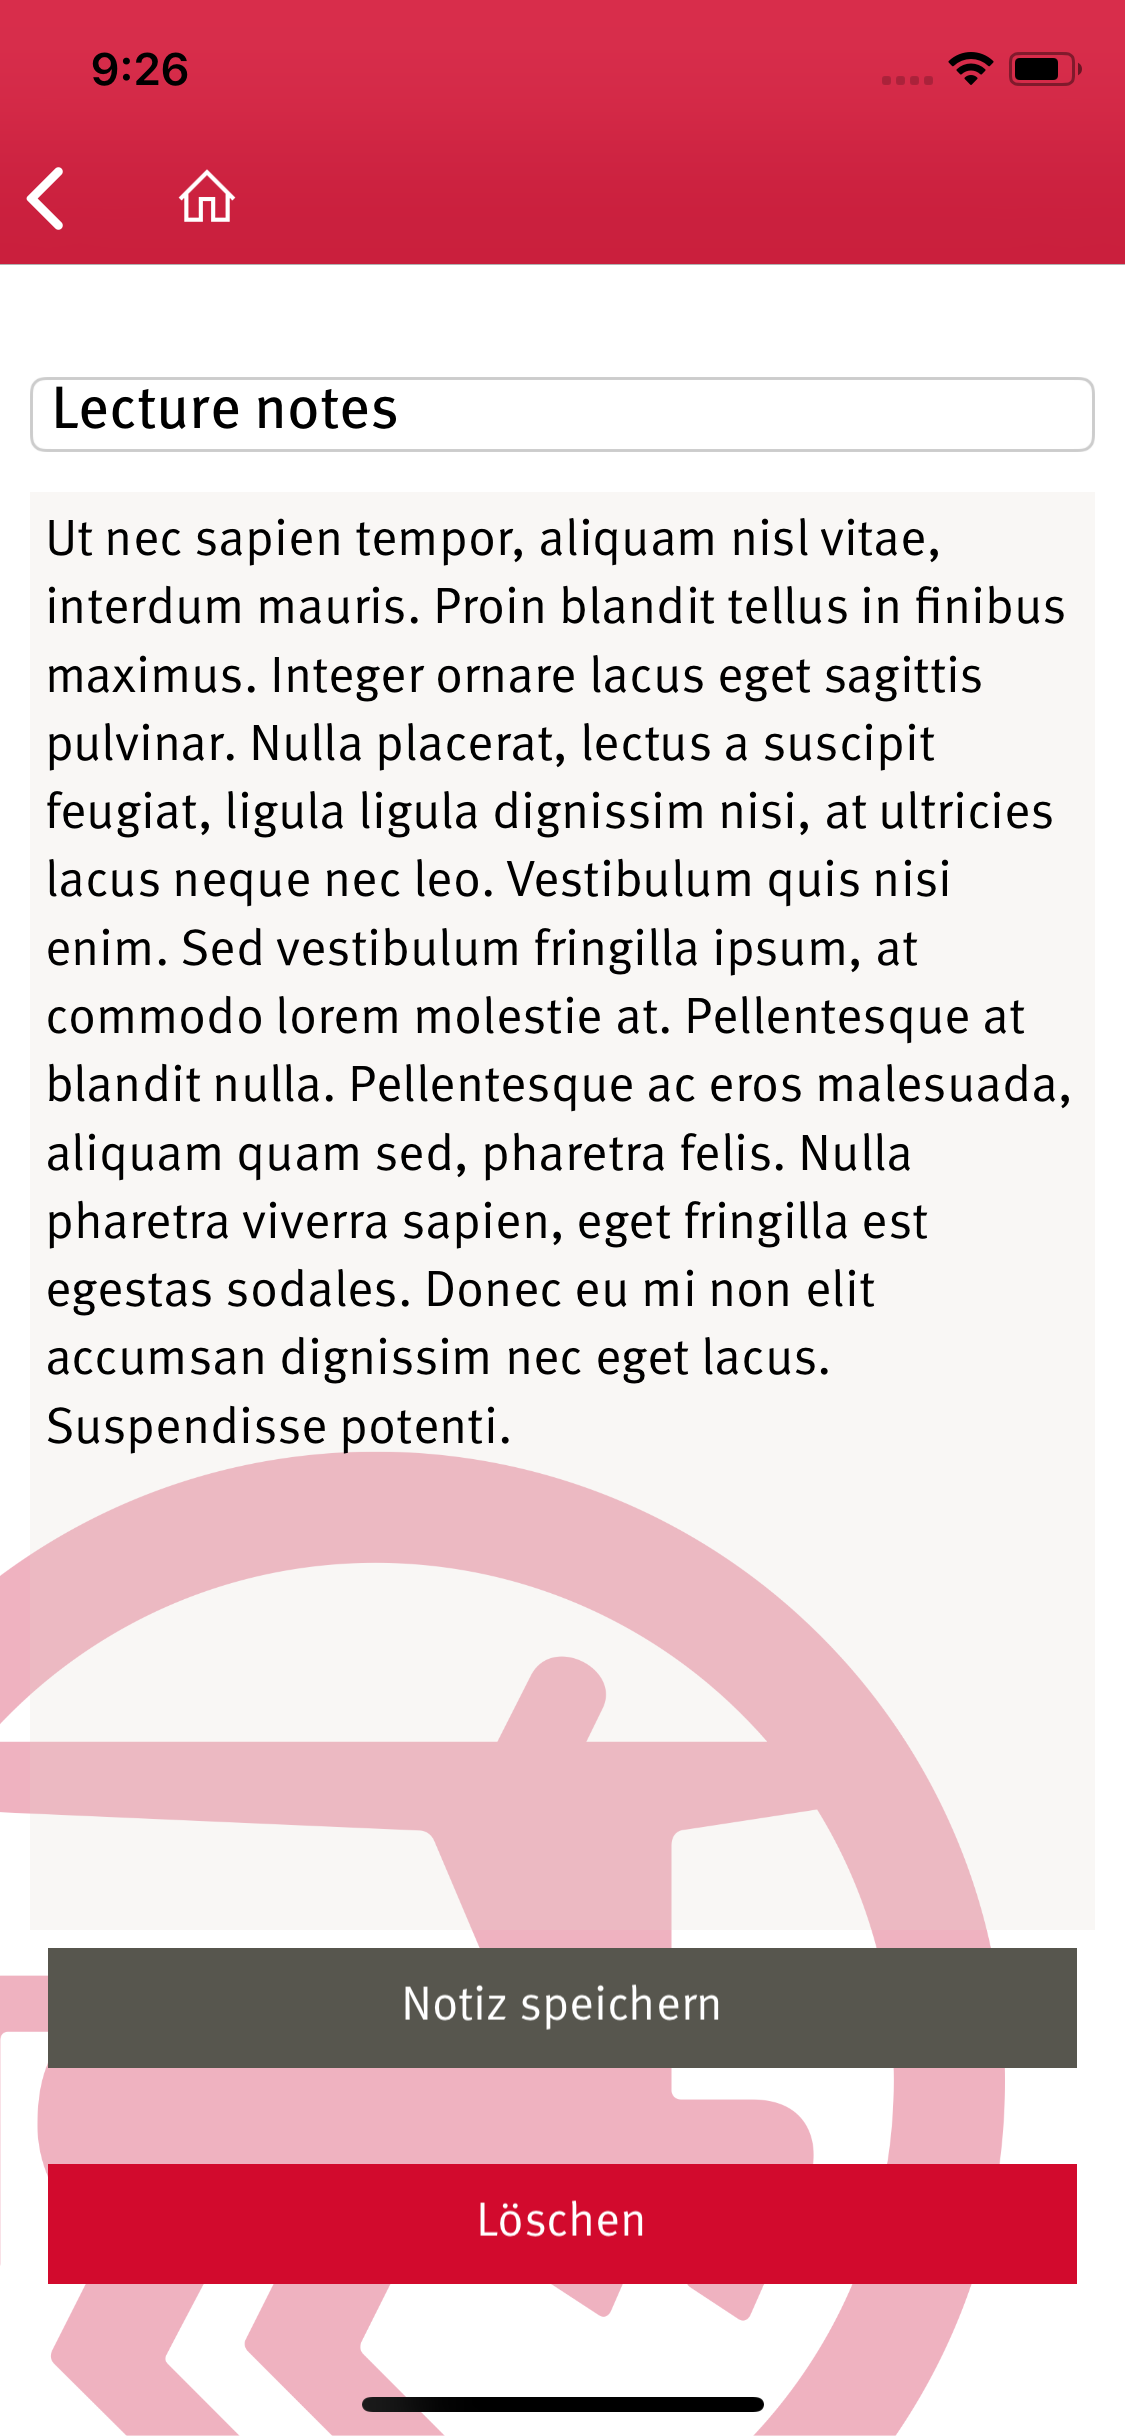 9:26
Lecture notes
Ut nec sapien tempor, aliquam nisl vitae,
interdum mauris. Proin blandit tellus in finibus
maximus. Integer ornare lacus eget sagittis
pulvinar. Nulla placerat, lectus a suscipit
feugiat, ligula ligula dignissim nisi, at ultricies
lacus neque nec leo. Vestibulum quis nisi
enim. Sed vestibulum fringilla ipsum, at
commodo lorem molestie at. Pellentesque at
blandit nulla. Pellentesque ac eros malesuada,
aliquam quam sed, pharetra felis. Nulla
pharetra viverra sapien, eget fringilla est
egestas sodales. Donec eu mi non elit
accumsan dignissim nec eget lacus.
Suspendisse potenti.
Notiz speichern
Löschen